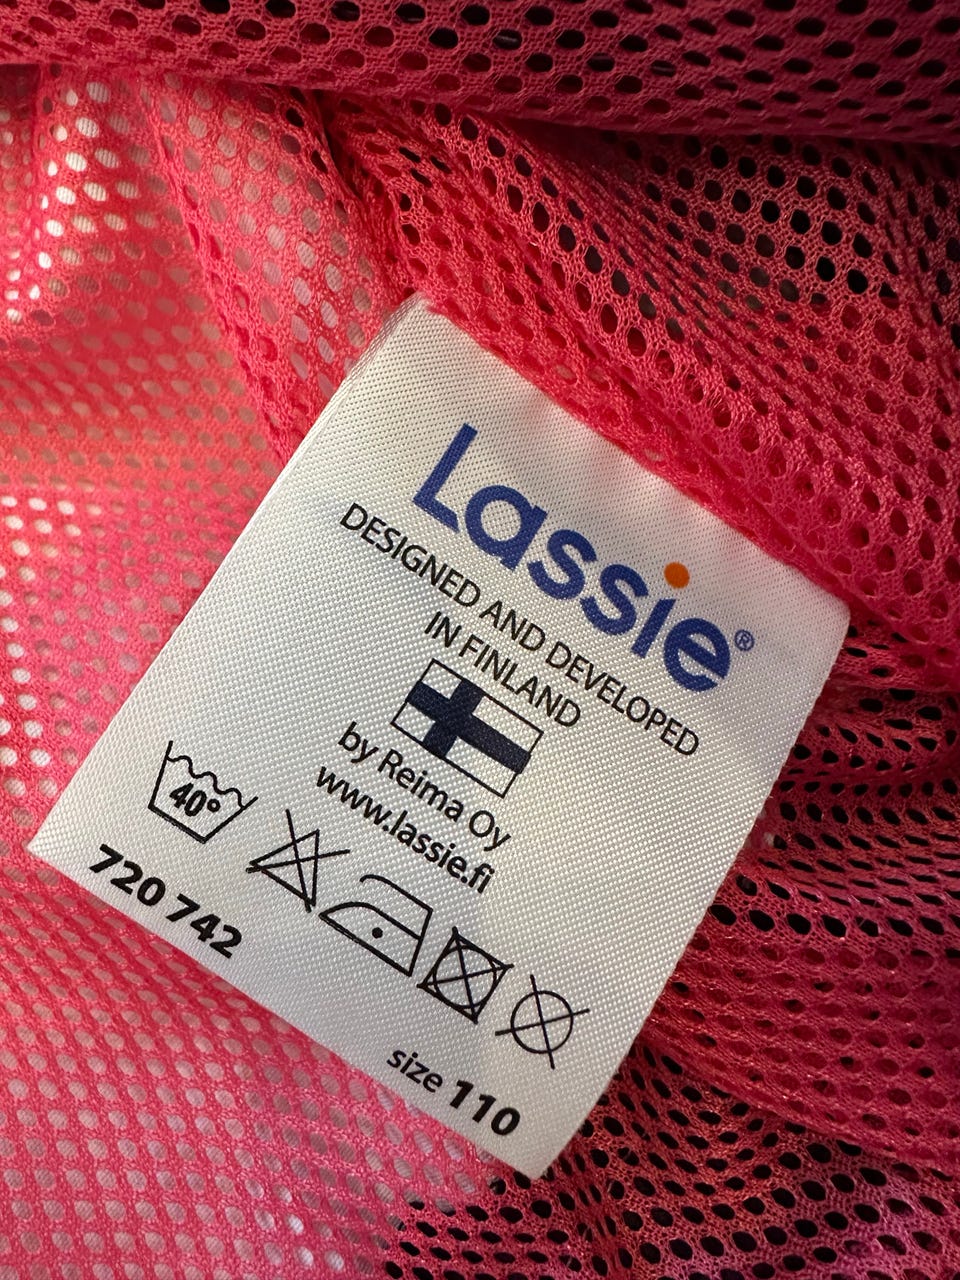 Lassie®
DESIGNED AND DEVELOPED
IN FINLAND
by Reima Oy
www.lassie.fi
40°
720 742
size 110